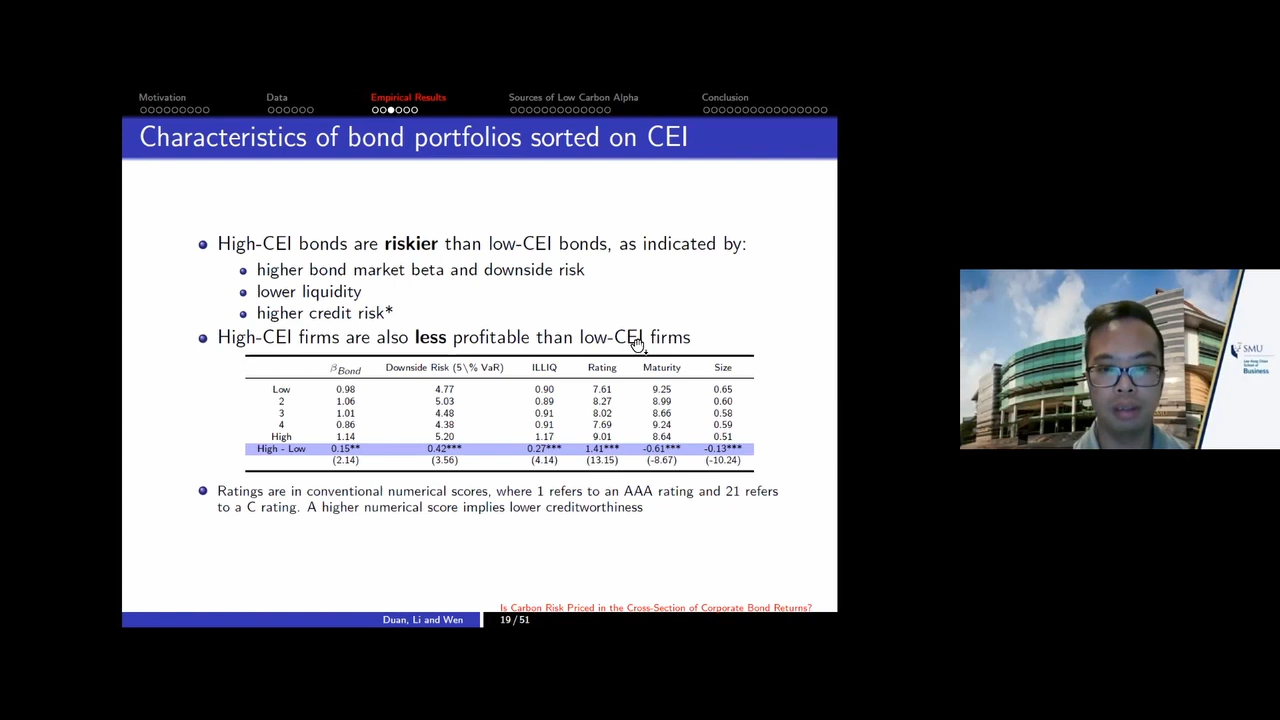 Motivation Data Empirical Results Sources of Low Carbon Alpha Conclusion
Characteristics of bond portfolios sorted on CEI
High-CEI bonds are riskier than low-CEI bonds, as indicated by:
higher bond market beta and downside risk
lower liquidity
higher credit risk*
High-CEI firms are also less profitable than low-CEI firms
βBond Downside Risk (5\% VaR) ILLIQ Rating Maturity Size
Low 0.98 4.77 0.90 7.61 9.25 0.65
2 1.06 5.03 0.89 8.27 8.99 0.60
3 1.01 4.48 0.91 8.02 8.66 0.58
4 0.86 4.38 0.91 7.69 9.24 0.59
High 1.14 5.20 1.17 9.01 8.64 0.51
High - Low 0.15** 0.42*** 0.27*** 1.41*** -0.61*** -0.13***
(2.14) (3.56) (4.14) (13.15) (-8.67) (-10.24)
Ratings are in conventional numerical scores, where 1 refers to an AAA rating and 21 refers
to a C rating. A higher numerical score implies lower creditworthiness
Is Carbon Risk Priced in the Cross-Section of Corporate Bond Returns?
Duan, Li and Wen 19 / 51
SMU
Lee Kong Chian
School of
Business